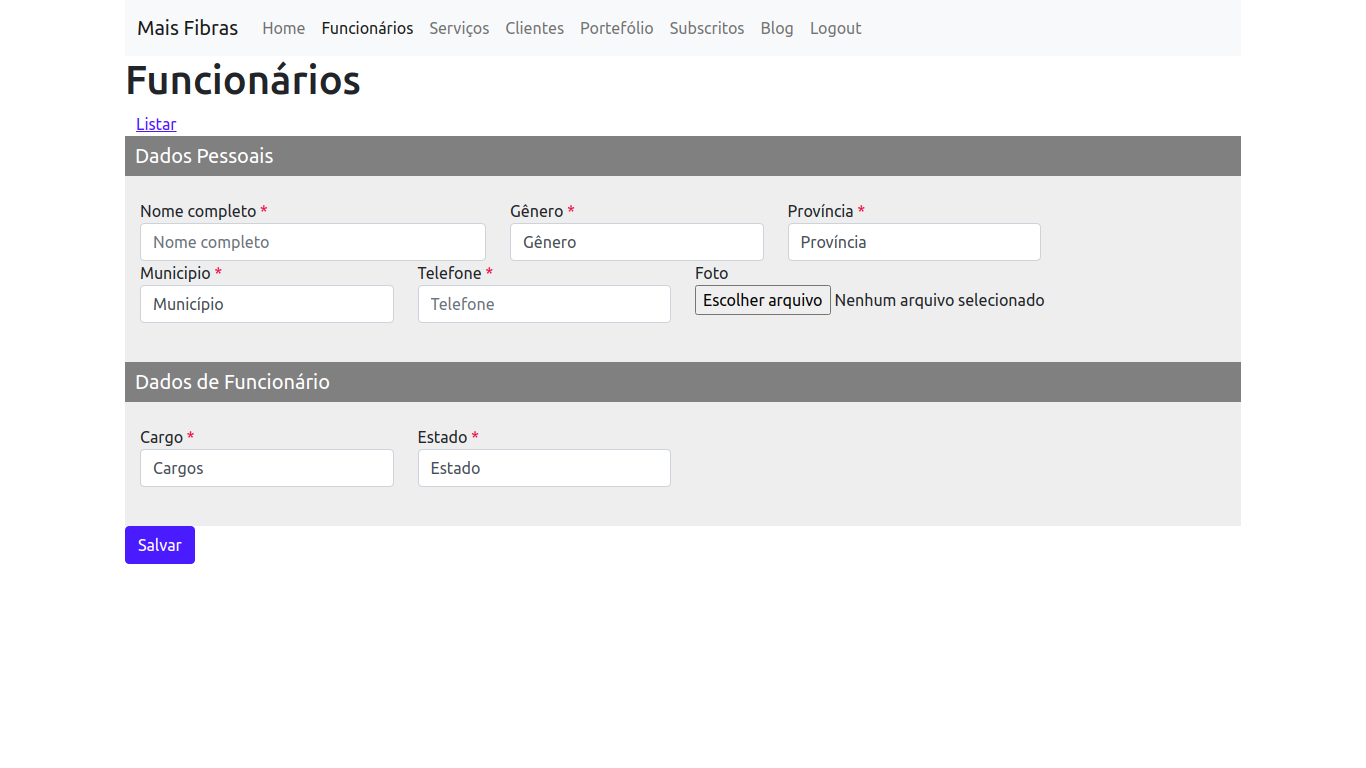 Mais Fibras Home Funcionários Serviços Clientes Portefólio Subscritos Blog Logout
Funcionários
Listar
Dados Pessoais
Nome completo * Gênero * Província *
Nome completo Gênero Província
Municipio * Telefone * Foto
Município Telefone Escolher arquivo Nenhum arquivo selecionado
Dados de Funcionário
Cargo * Estado *
Cargos Estado
Salvar